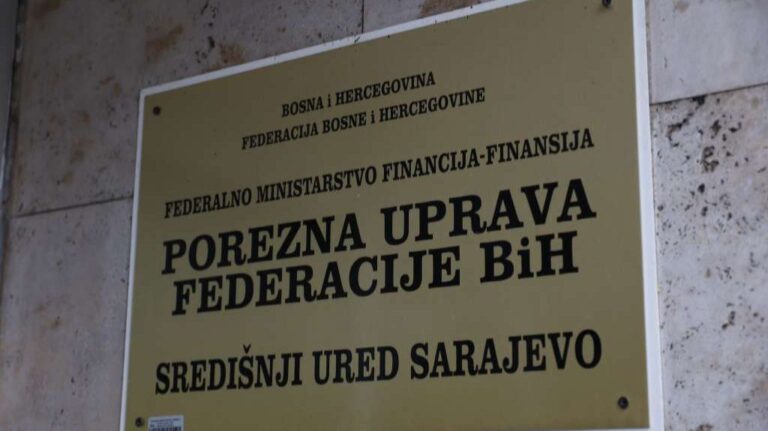 BOSNA i HERCEGOVINA
FEDERACIJA BOSNE i HERCEGOVINE
FEDERALNO MINISTARSTVO FINANCIJA-FINANSIJA
POREZNA UPRAVA
FEDERACIJE BiH
SREDIŠNJI URED SARAJEVO